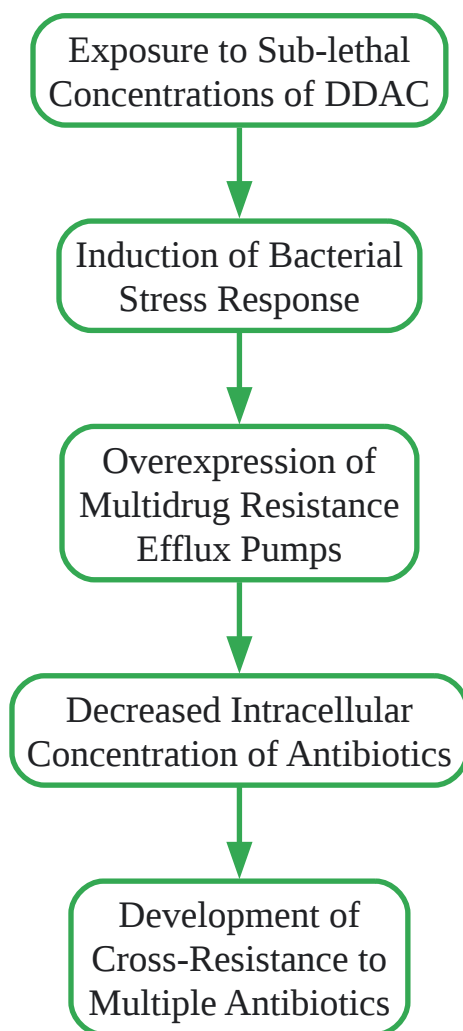 Exposure to Sub-lethal
Concentrations of DDAC
Induction of Bacterial
Stress Response
Overexpression of
Multidrug Resistance
Efflux Pumps
Decreased Intracellular
Concentration of Antibiotics
Development of
Cross-Resistance to
Multiple Antibiotics